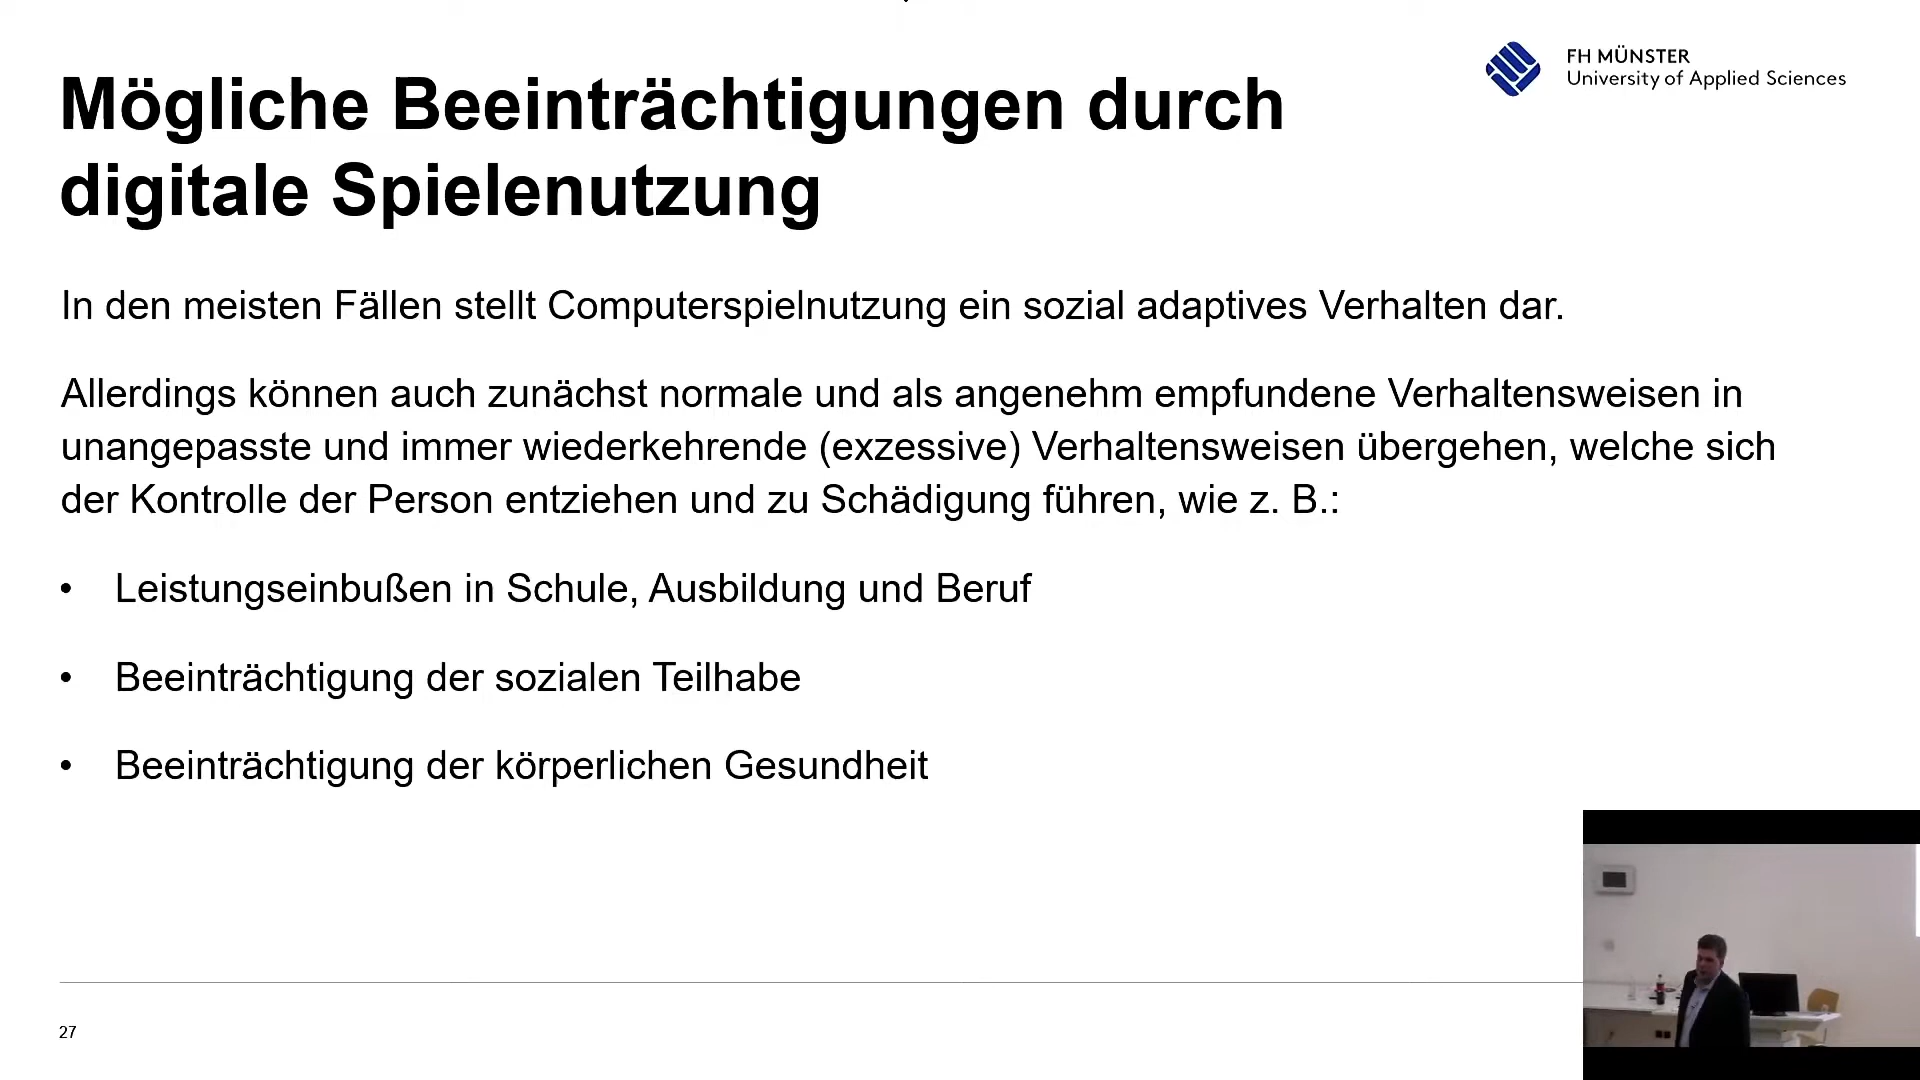 FH MÜNSTER
University of Applied Sciences
Mögliche Beeinträchtigungen durch
digitale Spielenutzung
In den meisten Fällen stellt Computerspielnutzung ein sozial adaptives Verhalten dar.
Allerdings können auch zunächst normale und als angenehm empfundene Verhaltensweisen in
unangepasste und immer wiederkehrende (exzessive) Verhaltensweisen übergehen, welche sich
der Kontrolle der Person entziehen und zu Schädigung führen, wie z. B.:
• Leistungseinbußen in Schule, Ausbildung und Beruf
• Beeinträchtigung der sozialen Teilhabe
• Beeinträchtigung der körperlichen Gesundheit
27